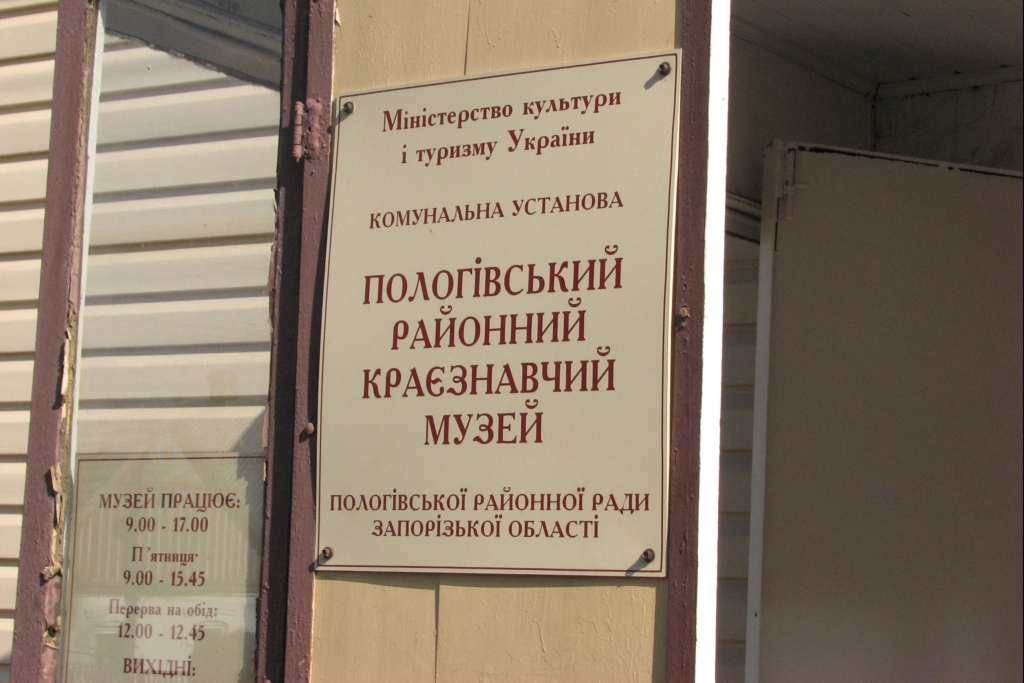 Міністерство культури
і туризму України
КОМУНАЛЬНА УСТАНОВА
ПОЛОГІВСЬКИЙ
РАЙОННИЙ
КРАЄЗНАВЧИЙ
МУЗЕЙ
ПОЛОГІВСЬКОЇ РАЙОННОЇ РАДИ
ЗАПОРІЗЬКОЇ ОБЛАСТІ
МУЗЕЙ ПРАЦЮЄ:
9.00 - 17.00
П'ятниця:
9.00 - 15.45
Перерва на обід:
12.00 - 12.45
ВИХІДНІ: